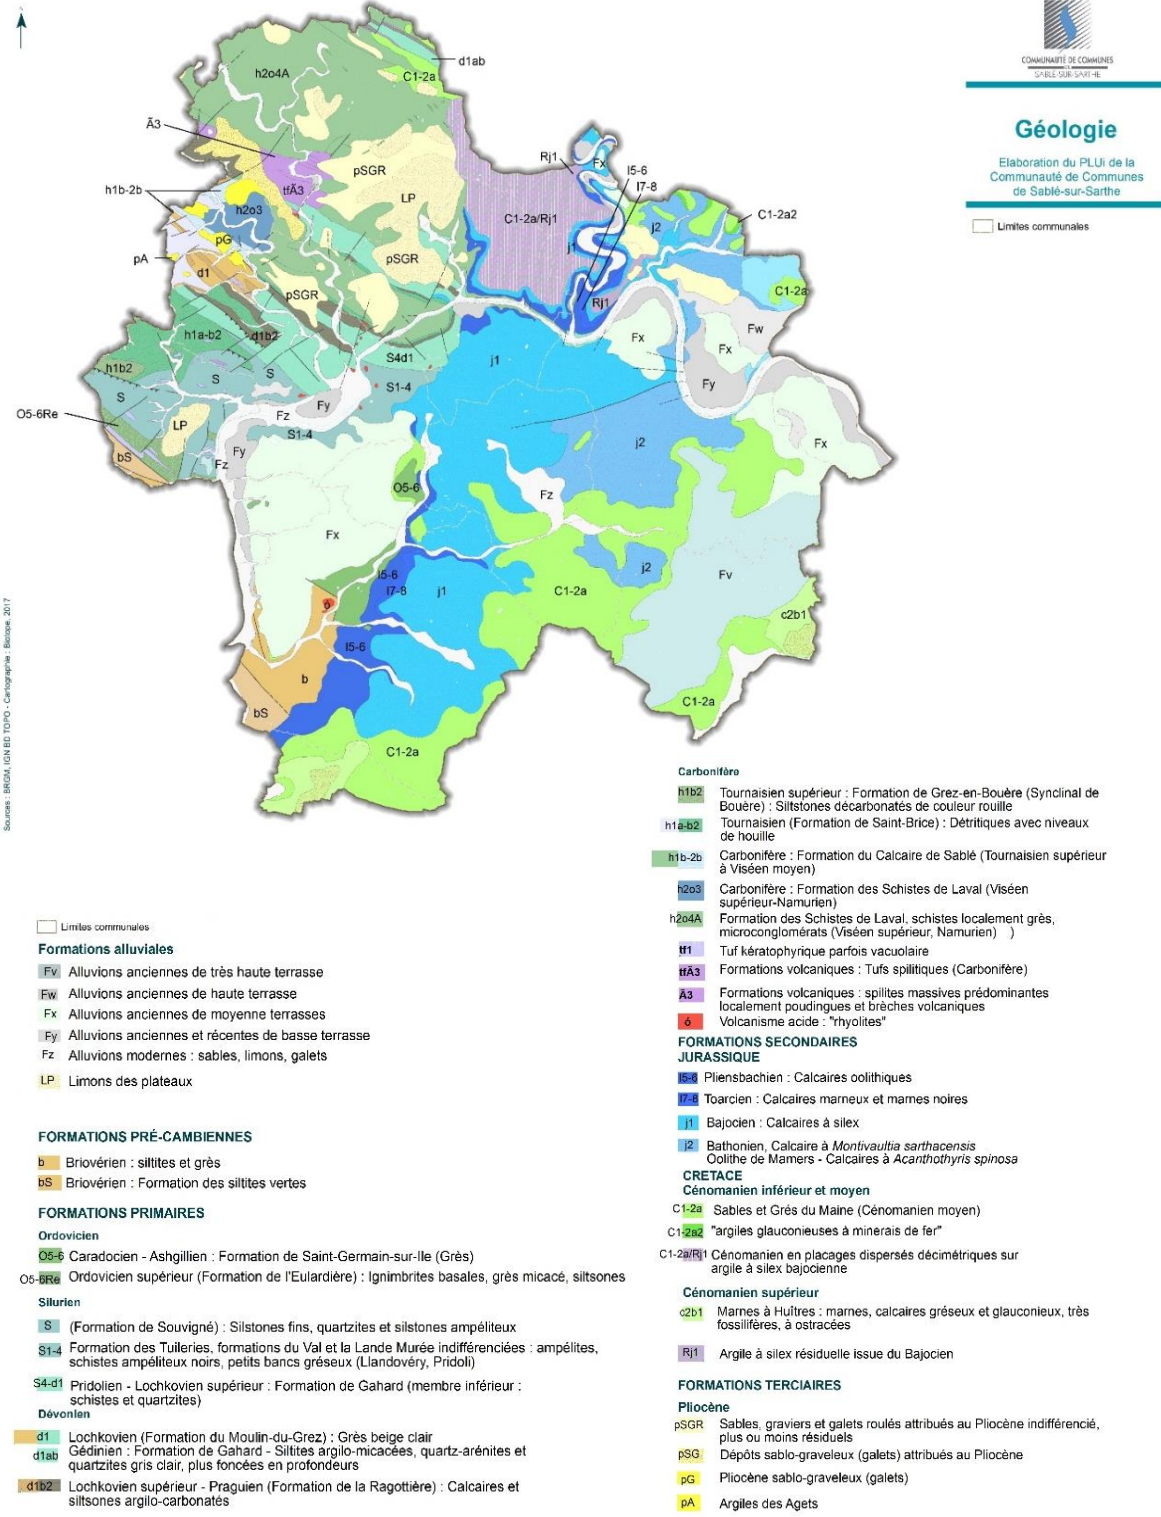 N
COMMUNAUTÉ DE COMMUNES
DE
SABLÉ-SUR-SARTHE
Géologie
Elaboration du PLUi de la
Communauté de Communes
de Sablé-sur-Sarthe
Limites communales
d1ab
h2o4A
C1-2a
Ã3
Rj1
Fx
pSGR
I5-6
I7-8
h1b-2b
tfÃ3
LP
h2o3
C1-2a/Rj1
C1-2a2
j2
pG
j1
pA
d1
pSGR
pSGR
C1-2a
Rj1
Fw
h1a-b2
d1b2
Fx
Fx
S4d1
j1
h1b2
S
S
S
S1-4
Fy
O5-6Re
Fz
Fy
LP
S1-4
j2
Fx
Fy
bS
Fz
O5-6
Fz
Fx
I5-6
j2
Fv
I7-8
j1
C1-2a
ó
c2b1
I5-6
b
C1-2a
bS
C1-2a
Sources : BRGM, IGN BD TOPO - Cartographie : Biotope, 2017
Limites communales
Formations alluviales
Fv Alluvions anciennes de très haute terrasse
Fw Alluvions anciennes de haute terrasse
Fx Alluvions anciennes de moyenne terrasses
Fy Alluvions anciennes et récentes de basse terrasse
Fz Alluvions modernes : sables, limons, galets
LP Limons des plateaux
FORMATIONS PRÉ-CAMBIENNES
b Briovérien : siltites et grès
bS Briovérien : Formation des siltites vertes
FORMATIONS PRIMAIRES
Ordovicien
O5-6 Caradocien - Ashgillien : Formation de Saint-Germain-sur-Ile (Grès)
O5-6Re Ordovicien supérieur (Formation de l'Eulardière) : Ignimbrites basales, grès micacé, siltsones
Silurien
S (Formation de Souvigné) : Silstones fins, quartzites et silstones ampéliteux
S1-4 Formation des Tuileries, formations du Val et la Lande Murée indifférenciées : ampélites,
schistes ampéliteux noirs, petits bancs gréseux (Llandovéry, Pridoli)
S4-d1 Pridolien - Lochkovien supérieur : Formation de Gahard (membre inférieur :
schistes et quartzites)
Dévonien
d1 Lochkovien (Formation du Moulin-du-Grez) : Grès beige clair
d1ab Gédinien : Formation de Gahard - Siltites argilo-micacées, quartz-arénites et
quartzites gris clair, plus foncées en profondeurs
d1b2 Lochkovien supérieur - Praguien (Formation de la Ragottière) : Calcaires et
siltsones argilo-carbonatés
Carbonifère
h1b2 Tournaisien supérieur : Formation de Grez-en-Bouère (Synclinal de
Bouère) : Siltstones décarbonatés de couleur rouille
h1a-b2 Tournaisien (Formation de Saint-Brice) : Détritiques avec niveaux
de houille
h1b-2b Carbonifère : Formation du Calcaire de Sablé (Tournaisien supérieur
à Viséen moyen)
h2o3 Carbonifère : Formation des Schistes de Laval (Viséen
supérieur-Namurien)
h2o4A Formation des Schistes de Laval, schistes localement grès,
microconglomérats (Viséen supérieur, Namurien) )
tf1 Tuf kératophyrique parfois vacuolaire
tfÃ3 Formations volcaniques : Tufs spilitiques (Carbonifère)
Ã3 Formations volcaniques : spilites massives prédominantes
localement poudingues et brèches volcaniques
ó Volcanisme acide : "rhyolites"
FORMATIONS SECONDAIRES
JURASSIQUE
I5-6 Pliensbachien : Calcaires oolithiques
I7-8 Toarcien : Calcaires marneux et marnes noires
j1 Bajocien : Calcaires à silex
j2 Bathonien, Calcaire à Montivaultia sarthacensis
Oolithe de Mamers - Calcaires à Acanthothyris spinosa
CRETACE
Cénomanien inférieur et moyen
C1-2a Sables et Grés du Maine (Cénomanien moyen)
C1-2a2 "argiles glauconieuses à minerais de fer"
C1-2a/Rj1 Cénomanien en placages dispersés décimétriques sur
argile à silex bajocienne
Cénomanien supérieur
c2b1 Marnes à Huîtres : marnes, calcaires gréseux et glauconieux, très
fossilifères, à ostracées
Rj1 Argile à silex résiduelle issue du Bajocien
FORMATIONS TERCIAIRES
Pliocène
pSGR Sables, graviers et galets roulés attribués au Pliocène indifférencié,
plus ou moins résiduels
pSG Dépôts sablo-graveleux (galets) attribués au Pliocène
pG Pliocène sablo-graveleux (galets)
pA Argiles des Agets